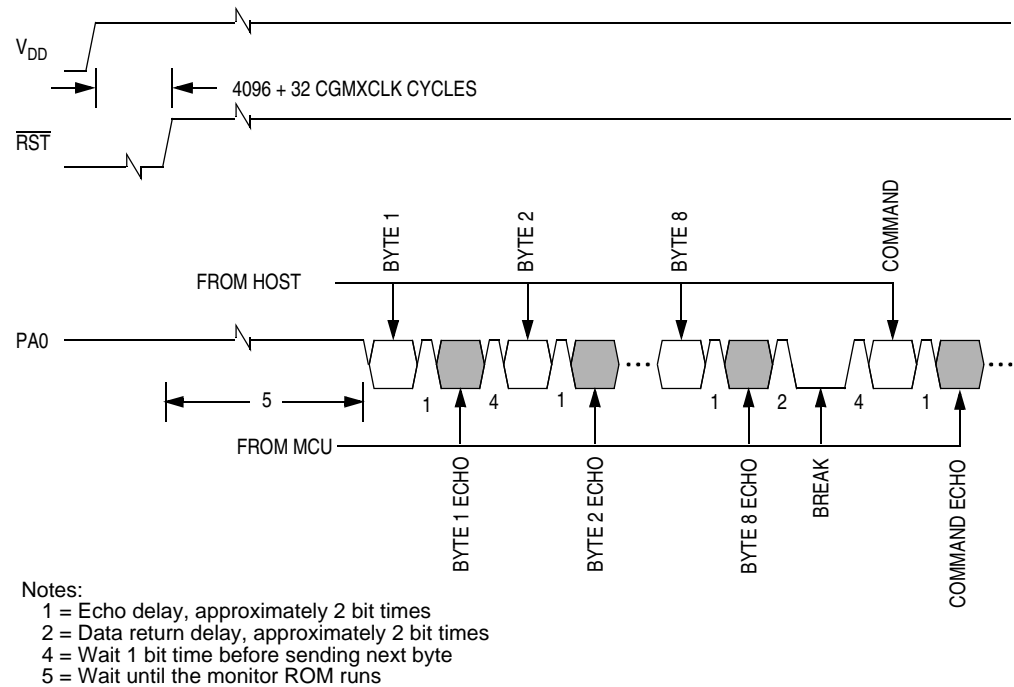 VDD
4096 + 32 CGMXCLK CYCLES
RST
BYTE 1
BYTE 2
BYTE 8
COMMAND
FROM HOST
PA0
...
...
1
4
1
1
2
4
1
5
FROM MCU
BYTE 1 ECHO
BYTE 2 ECHO
BYTE 8 ECHO
BREAK
COMMAND ECHO
Notes:
1 = Echo delay, approximately 2 bit times
2 = Data return delay, approximately 2 bit times
4 = Wait 1 bit time before sending next byte
5 = Wait until the monitor ROM runs